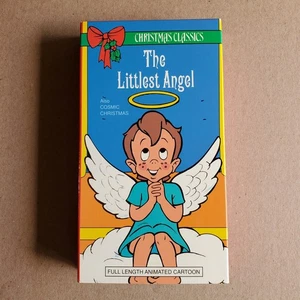 CHRISTMAS CLASSICS
The
Littlest Angel
Also
COSMIC
CHRISTMAS
FULL LENGTH ANIMATED CARTOON